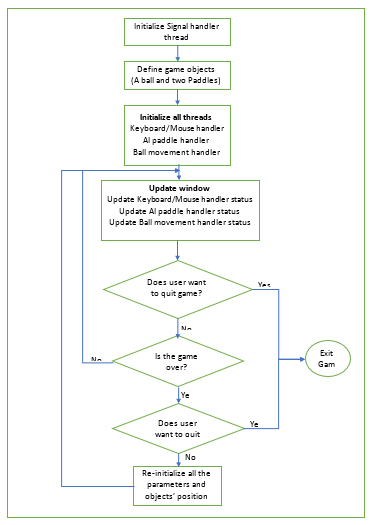 Initialize Signal handler
thread
Define game objects
(A ball and two Paddles)
Initialize all threads
Keyboard/Mouse handler
AI paddle handler
Ball movement handler
Update window
Update Keyboard/Mouse handler status
Update AI paddle handler status
Update Ball movement handler status
Does user want
to quit game?
Yes
No
Is the game
over?
No
Exit
Gam
Ye
Does user
want to quit
Ye
No
Re-initialize all the
parameters and
objects' position